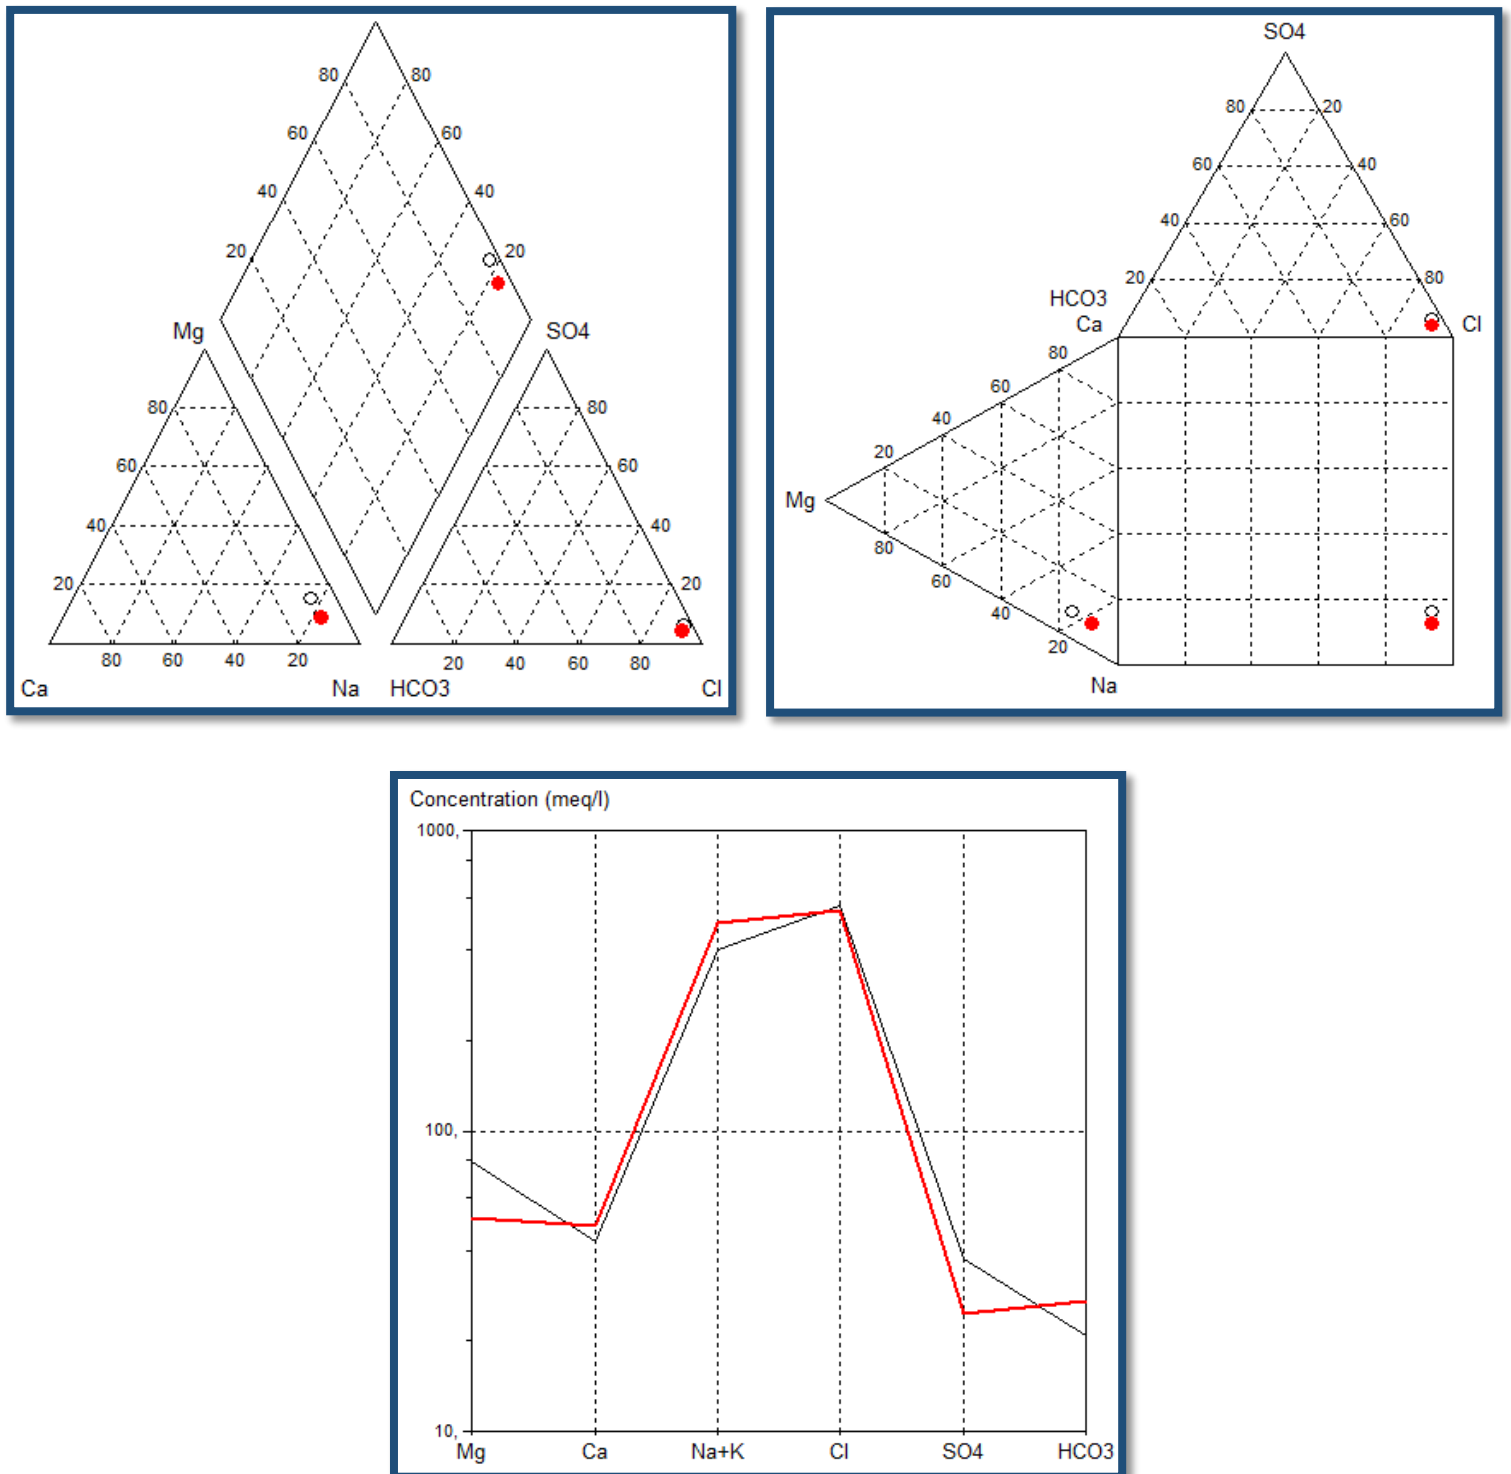 80 80
60 60
40 40
20 20
Mg SO4
80 80
60 60
40 40
20 20
80 60 40 20 20 40 60 80
Ca Na HCO3 Cl
SO4
80 20
60 40
40 60
20 80
HCO3
Ca Cl
80
60
40
20
Mg
80
60
40
20
Na
Concentration (meq/l)
1000,
100,
10,
Mg Ca Na+K Cl SO4 HCO3